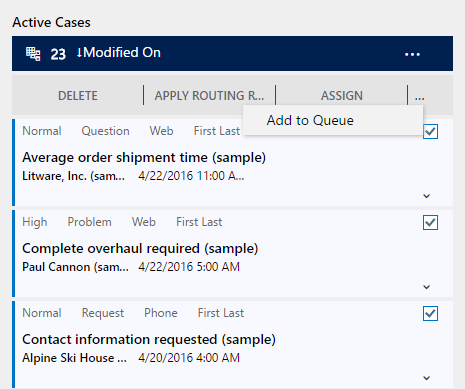 Active Cases
23 ↓Modified On ...
DELETE APPLY ROUTING R... ASSIGN ...
Add to Queue
Normal Question Web First Last
Average order shipment time (sample)
Litware, Inc. (sam... 4/22/2016 11:00 A...
High Problem Web First Last
Complete overhaul required (sample)
Paul Cannon (sam... 4/22/2016 5:00 AM
Normal Request Phone First Last
Contact information requested (sample)
Alpine Ski House ... 4/20/2016 4:00 AM